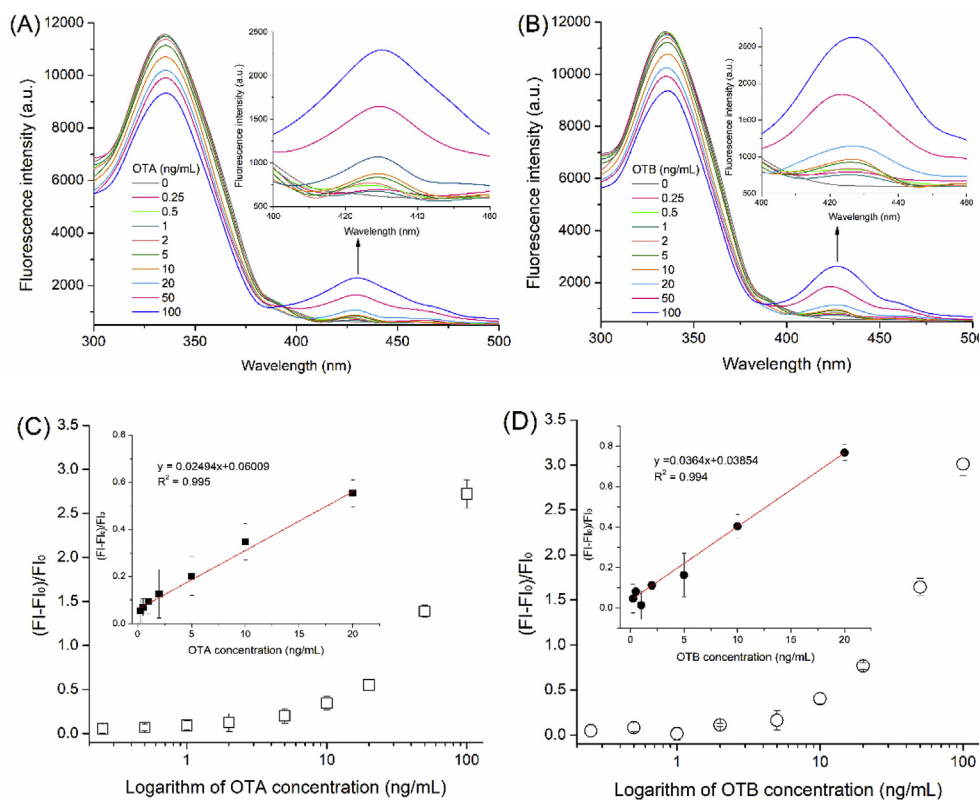 (A)
Fluorescence intensity (a.u.)
12000
10000
8000
6000
4000
2000
OTA (ng/mL)
0
0.25
0.5
1
2
5
10
20
50
100
300 350 400 450 500
Wavelength (nm)
Fluorescence intensity (a.u.)
2500
2000
1500
1000
500
400 420 440 460
Wavelength (nm)
(B)
Fluorescence intensity (a.u.)
12000
10000
8000
6000
4000
2000
OTB (ng/mL)
0
0.25
0.5
1
2
5
10
20
50
100
300 350 400 450 500
Wavelength (nm)
Fluorescence intensity (a.u.)
2500
2000
1500
1000
500
400 420 440 460
Wavelength (nm)
(C)
(FI-FI₀)/FI₀
3.5
3.0
2.5
2.0
1.5
1.0
0.5
0.0
1 10 100
Logarithm of OTA concentration (ng/mL)
(FI-FI₀)/FI₀
0.8
0.6
0.4
0.2
0.0
y = 0.02494x+0.06009
R² = 0.995
0 5 10 15 20
OTA concentration (ng/mL)
(D)
(FI-FI₀)/FI₀
3.5
3.0
2.5
2.0
1.5
1.0
0.5
0.0
1 10 100
Logarithm of OTB concentration (ng/mL)
(FI-FI₀)/FI₀
0.8
0.6
0.4
0.2
0.0
y =0.0364x+0.03854
R² = 0.994
0 5 10 15 20
OTB concentration (ng/mL)